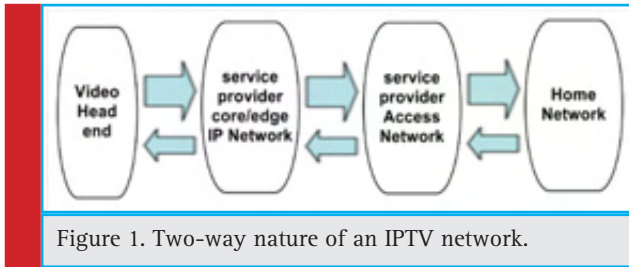 Video
Head
end
service
provider
core/edge
IP Network
service
provider
Access
Network
Home
Network
Figure 1. Two-way nature of an IPTV network.